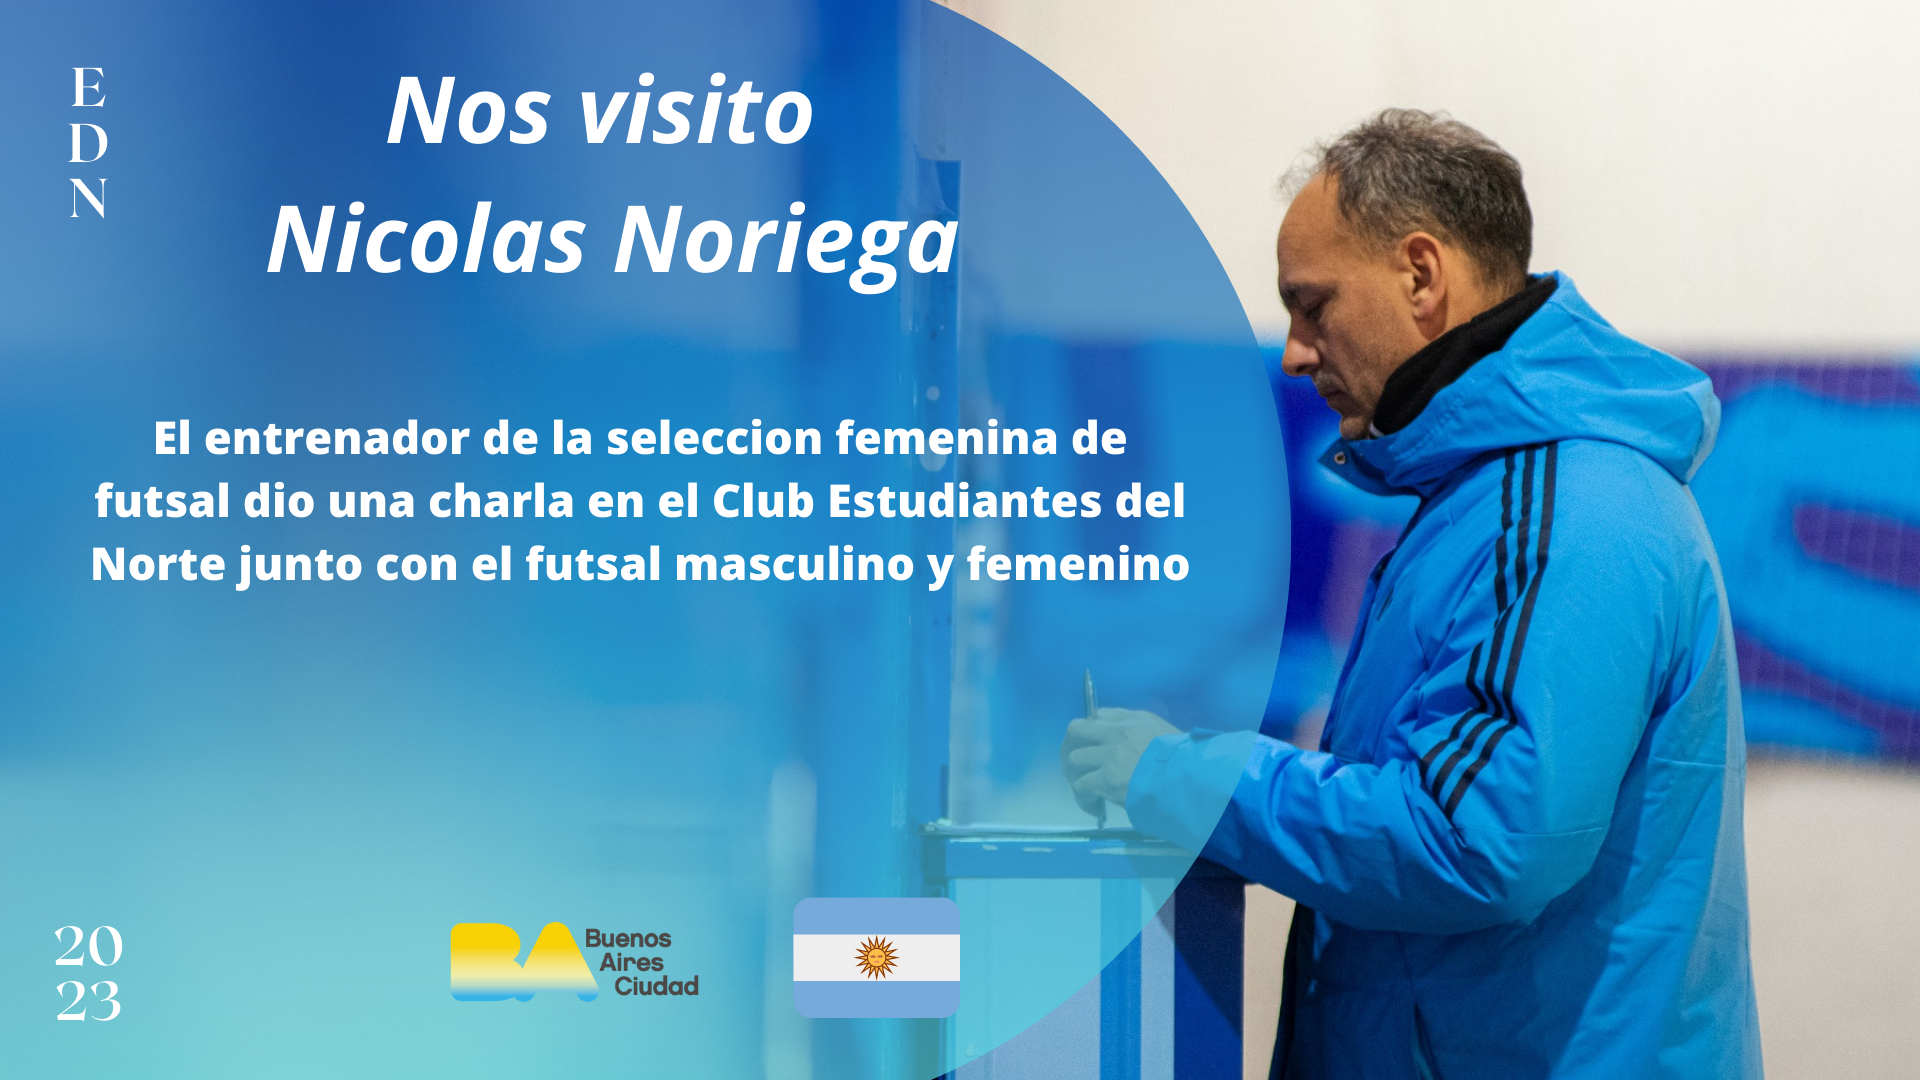 E
D
N
Nos visito
Nicolas Noriega
El entrenador de la seleccion femenina de
futsal dio una charla en el Club Estudiantes del
Norte junto con el futsal masculino y femenino
20
23
BA
Buenos
Aires
Ciudad